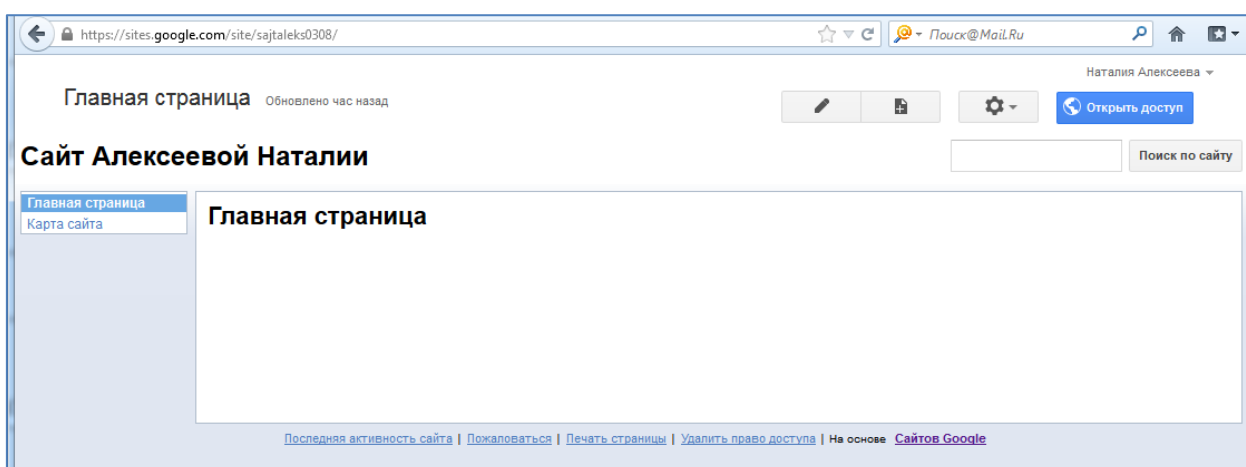 https://sites.google.com/site/sajtaleks0308/ Поиск@Mail.Ru
Наталия Алексеева
Главная страница Обновлено час назад
Открыть доступ
Сайт Алексеевой Наталии
Поиск по сайту
Главная страница
Карта сайта
Главная страница
Последняя активность сайта | Пожаловаться | Печать страницы | Удалить право доступа | На основе Сайтов Google